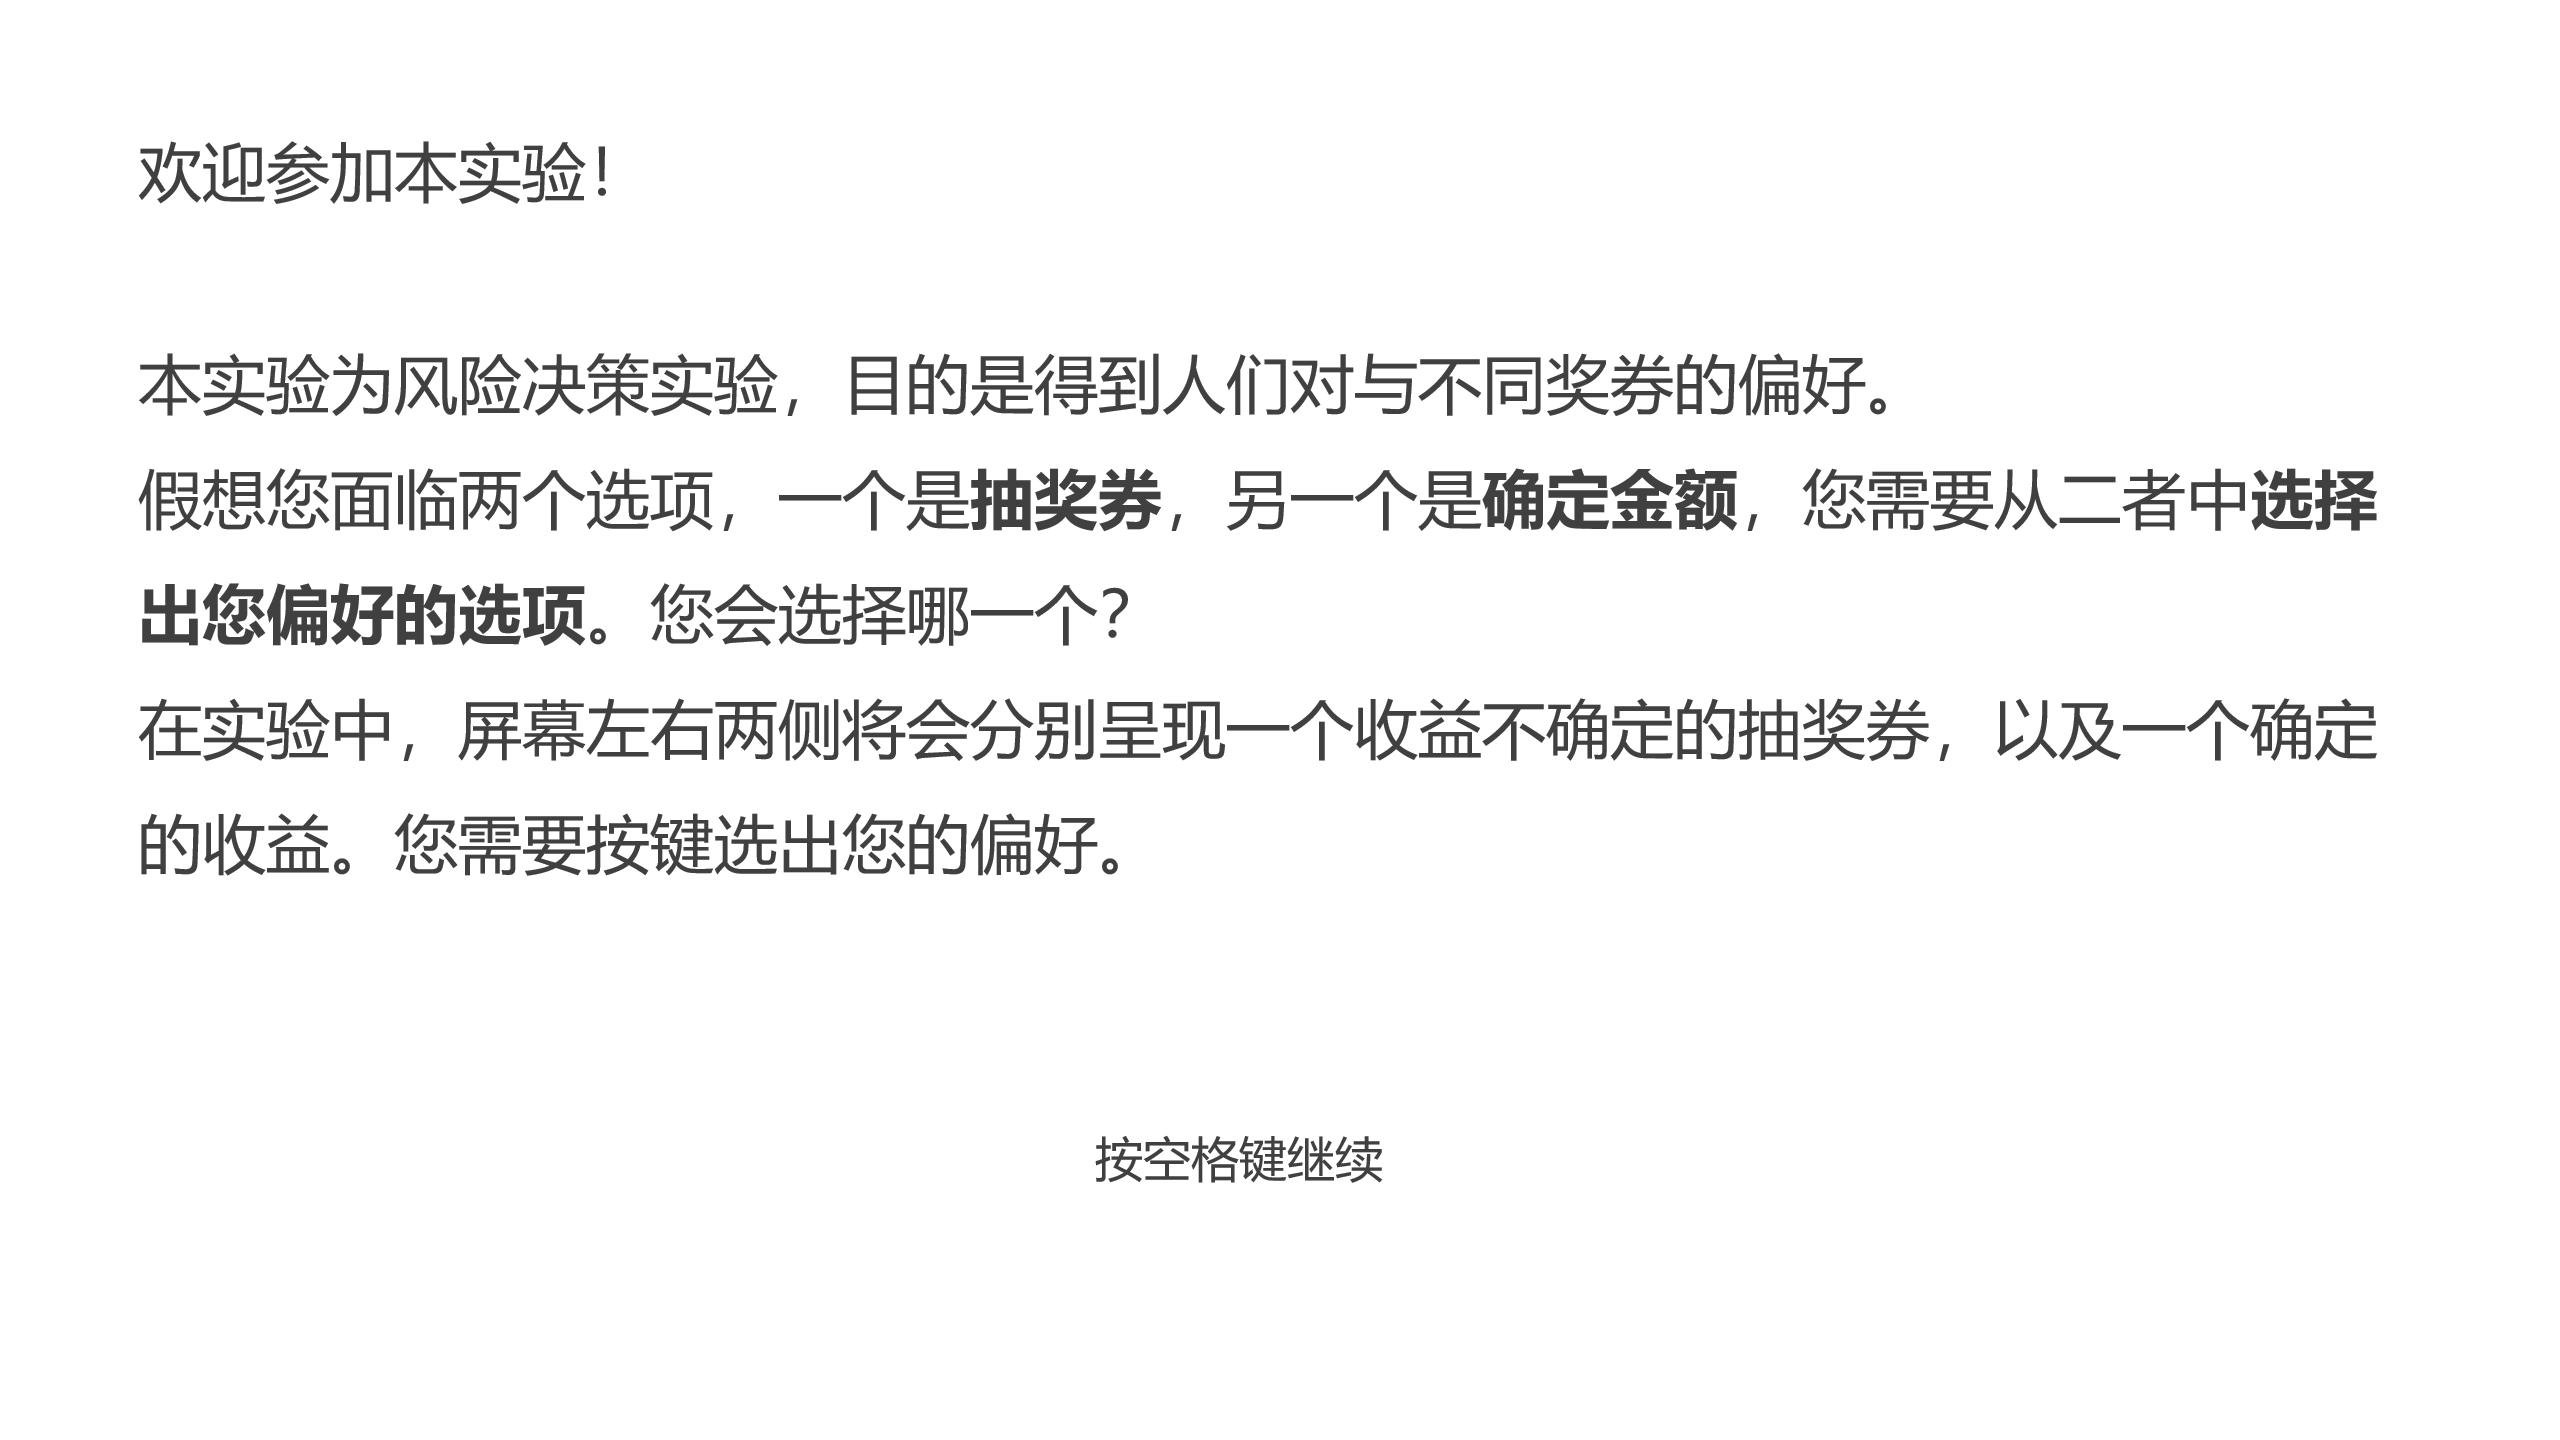 欢迎参加本实验！
本实验为风险决策实验，目的是得到人们对与不同奖券的偏好。
假想您面临两个选项，一个是抽奖券，另一个是确定金额，您需要从二者中选择
出您偏好的选项。您会选择哪一个？
在实验中，屏幕左右两侧将会分别呈现一个收益不确定的抽奖券，以及一个确定
的收益。您需要按键选出您的偏好。
按空格键继续